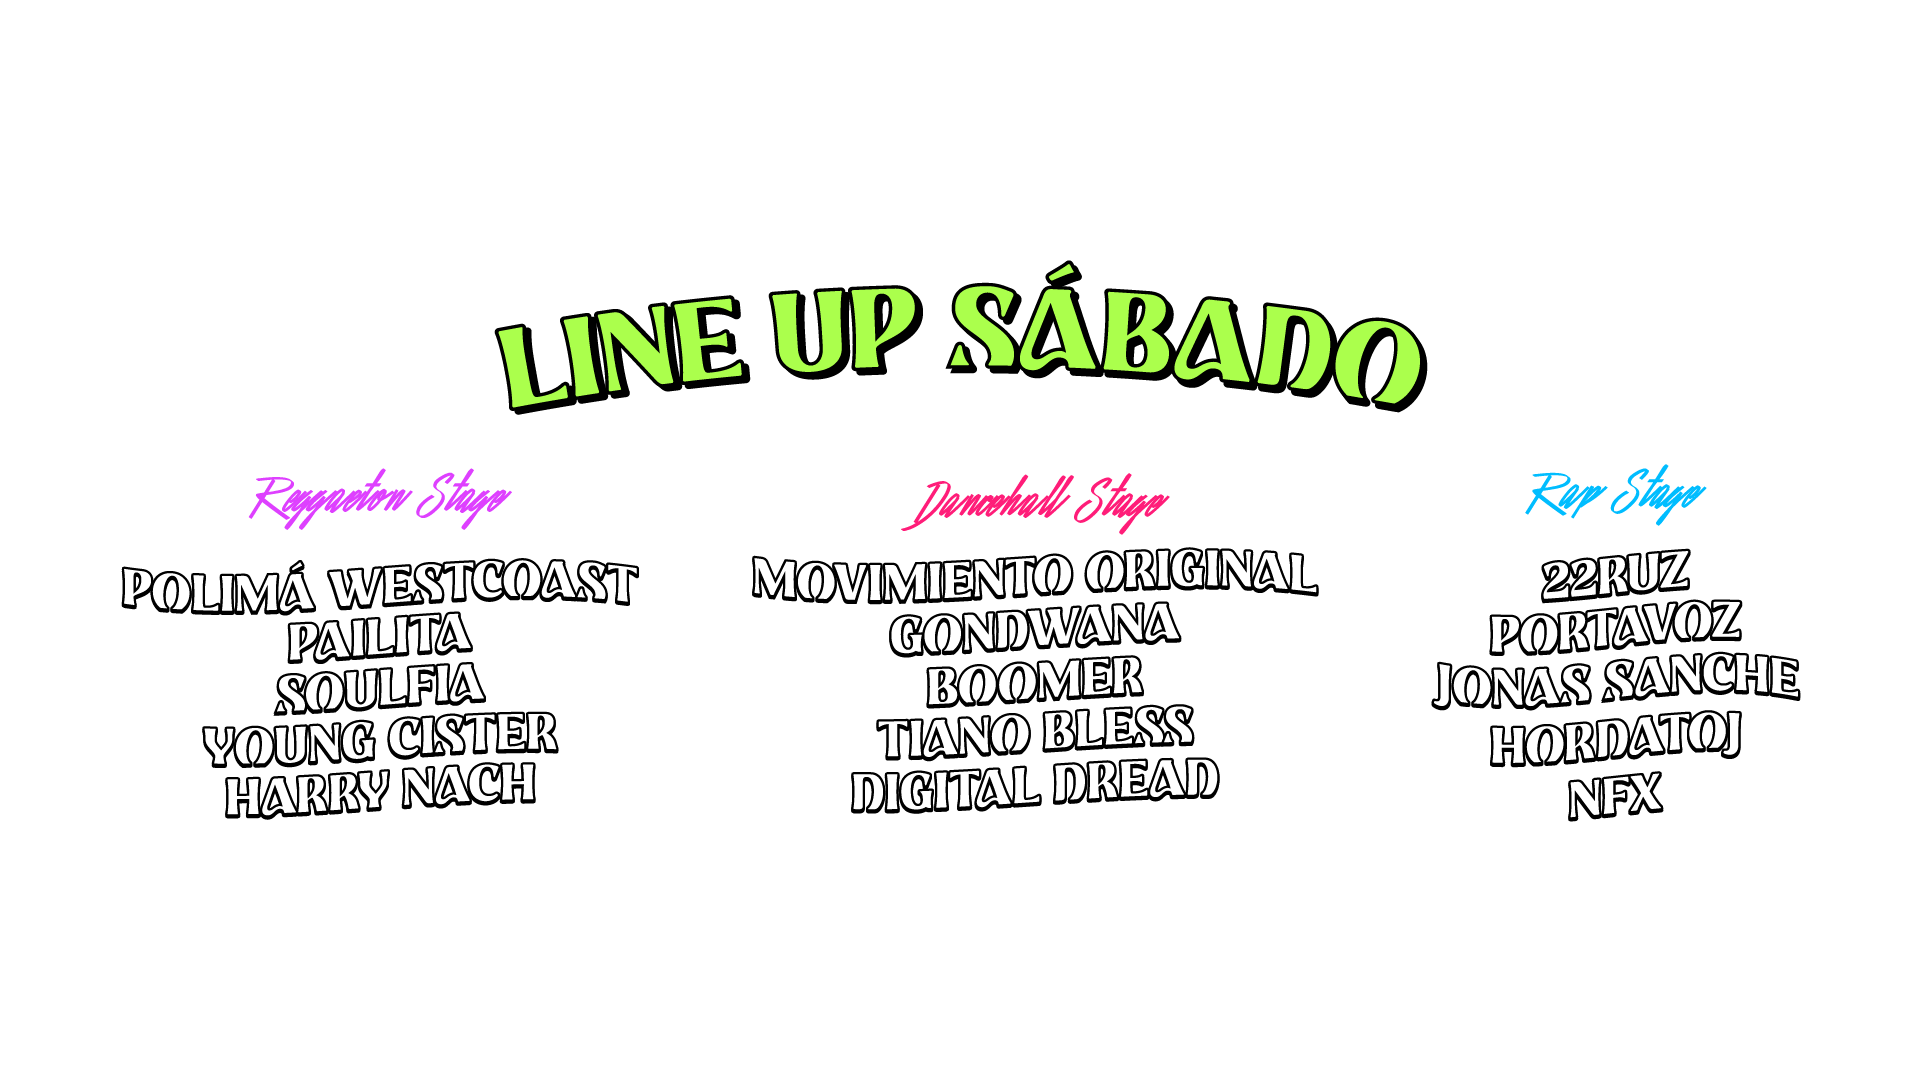 LINE UP SÁBADO
Reggaeton Stage
POLIMÁ WESTCOAST
PAILITA
SOULFIA
YOUNG CISTER
HARRY NACH
Dancehall Stage
MOVIMIENTO ORIGINAL
GONDWANA
BOOMER
TIANO BLESS
DIGITAL DREAD
Rap Stage
22RUZ
PORTAVOZ
JONAS SANCHE
HORDATOJ
NFX